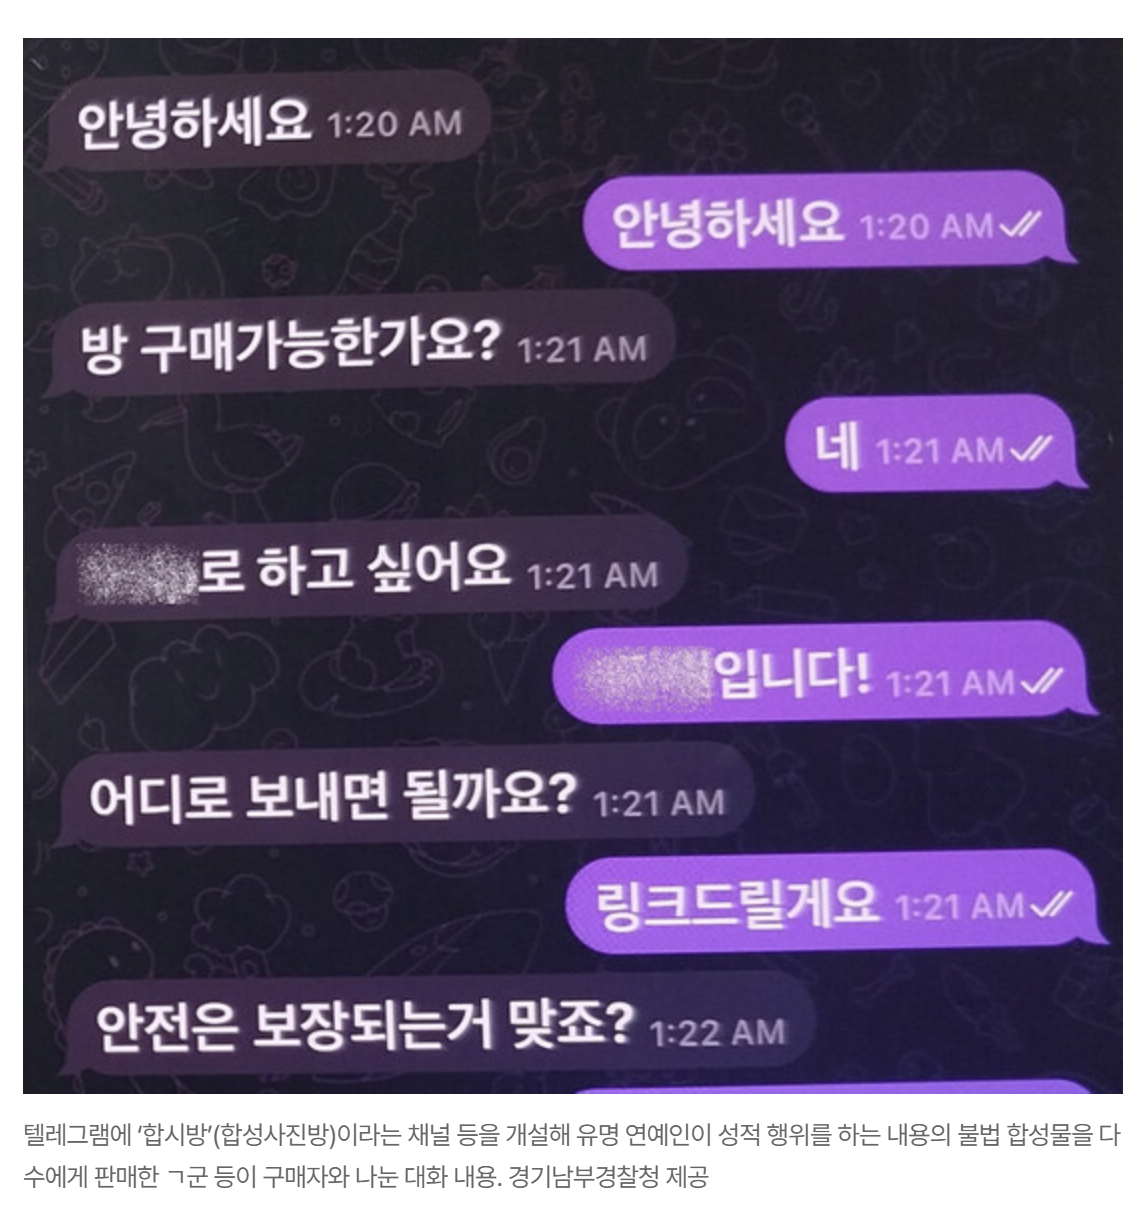 안녕하세요 1:20 AM
안녕하세요 1:20 AM
방 구매가능한가요? 1:21 AM
네 1:21 AM
로 하고 싶어요 1:21 AM
입니다! 1:21 AM
어디로 보내면 될까요? 1:21 AM
링크드릴게요 1:21 AM
안전은 보장되는거 맞죠? 1:22 AM
텔레그램에 ‘합시방’(합성사진방)이라는 채널 등을 개설해 유명 연예인이 성적 행위를 하는 내용의 불법 합성물을 다
수에게 판매한 ㄱ군 등이 구매자와 나눈 대화 내용. 경기남부경찰청 제공